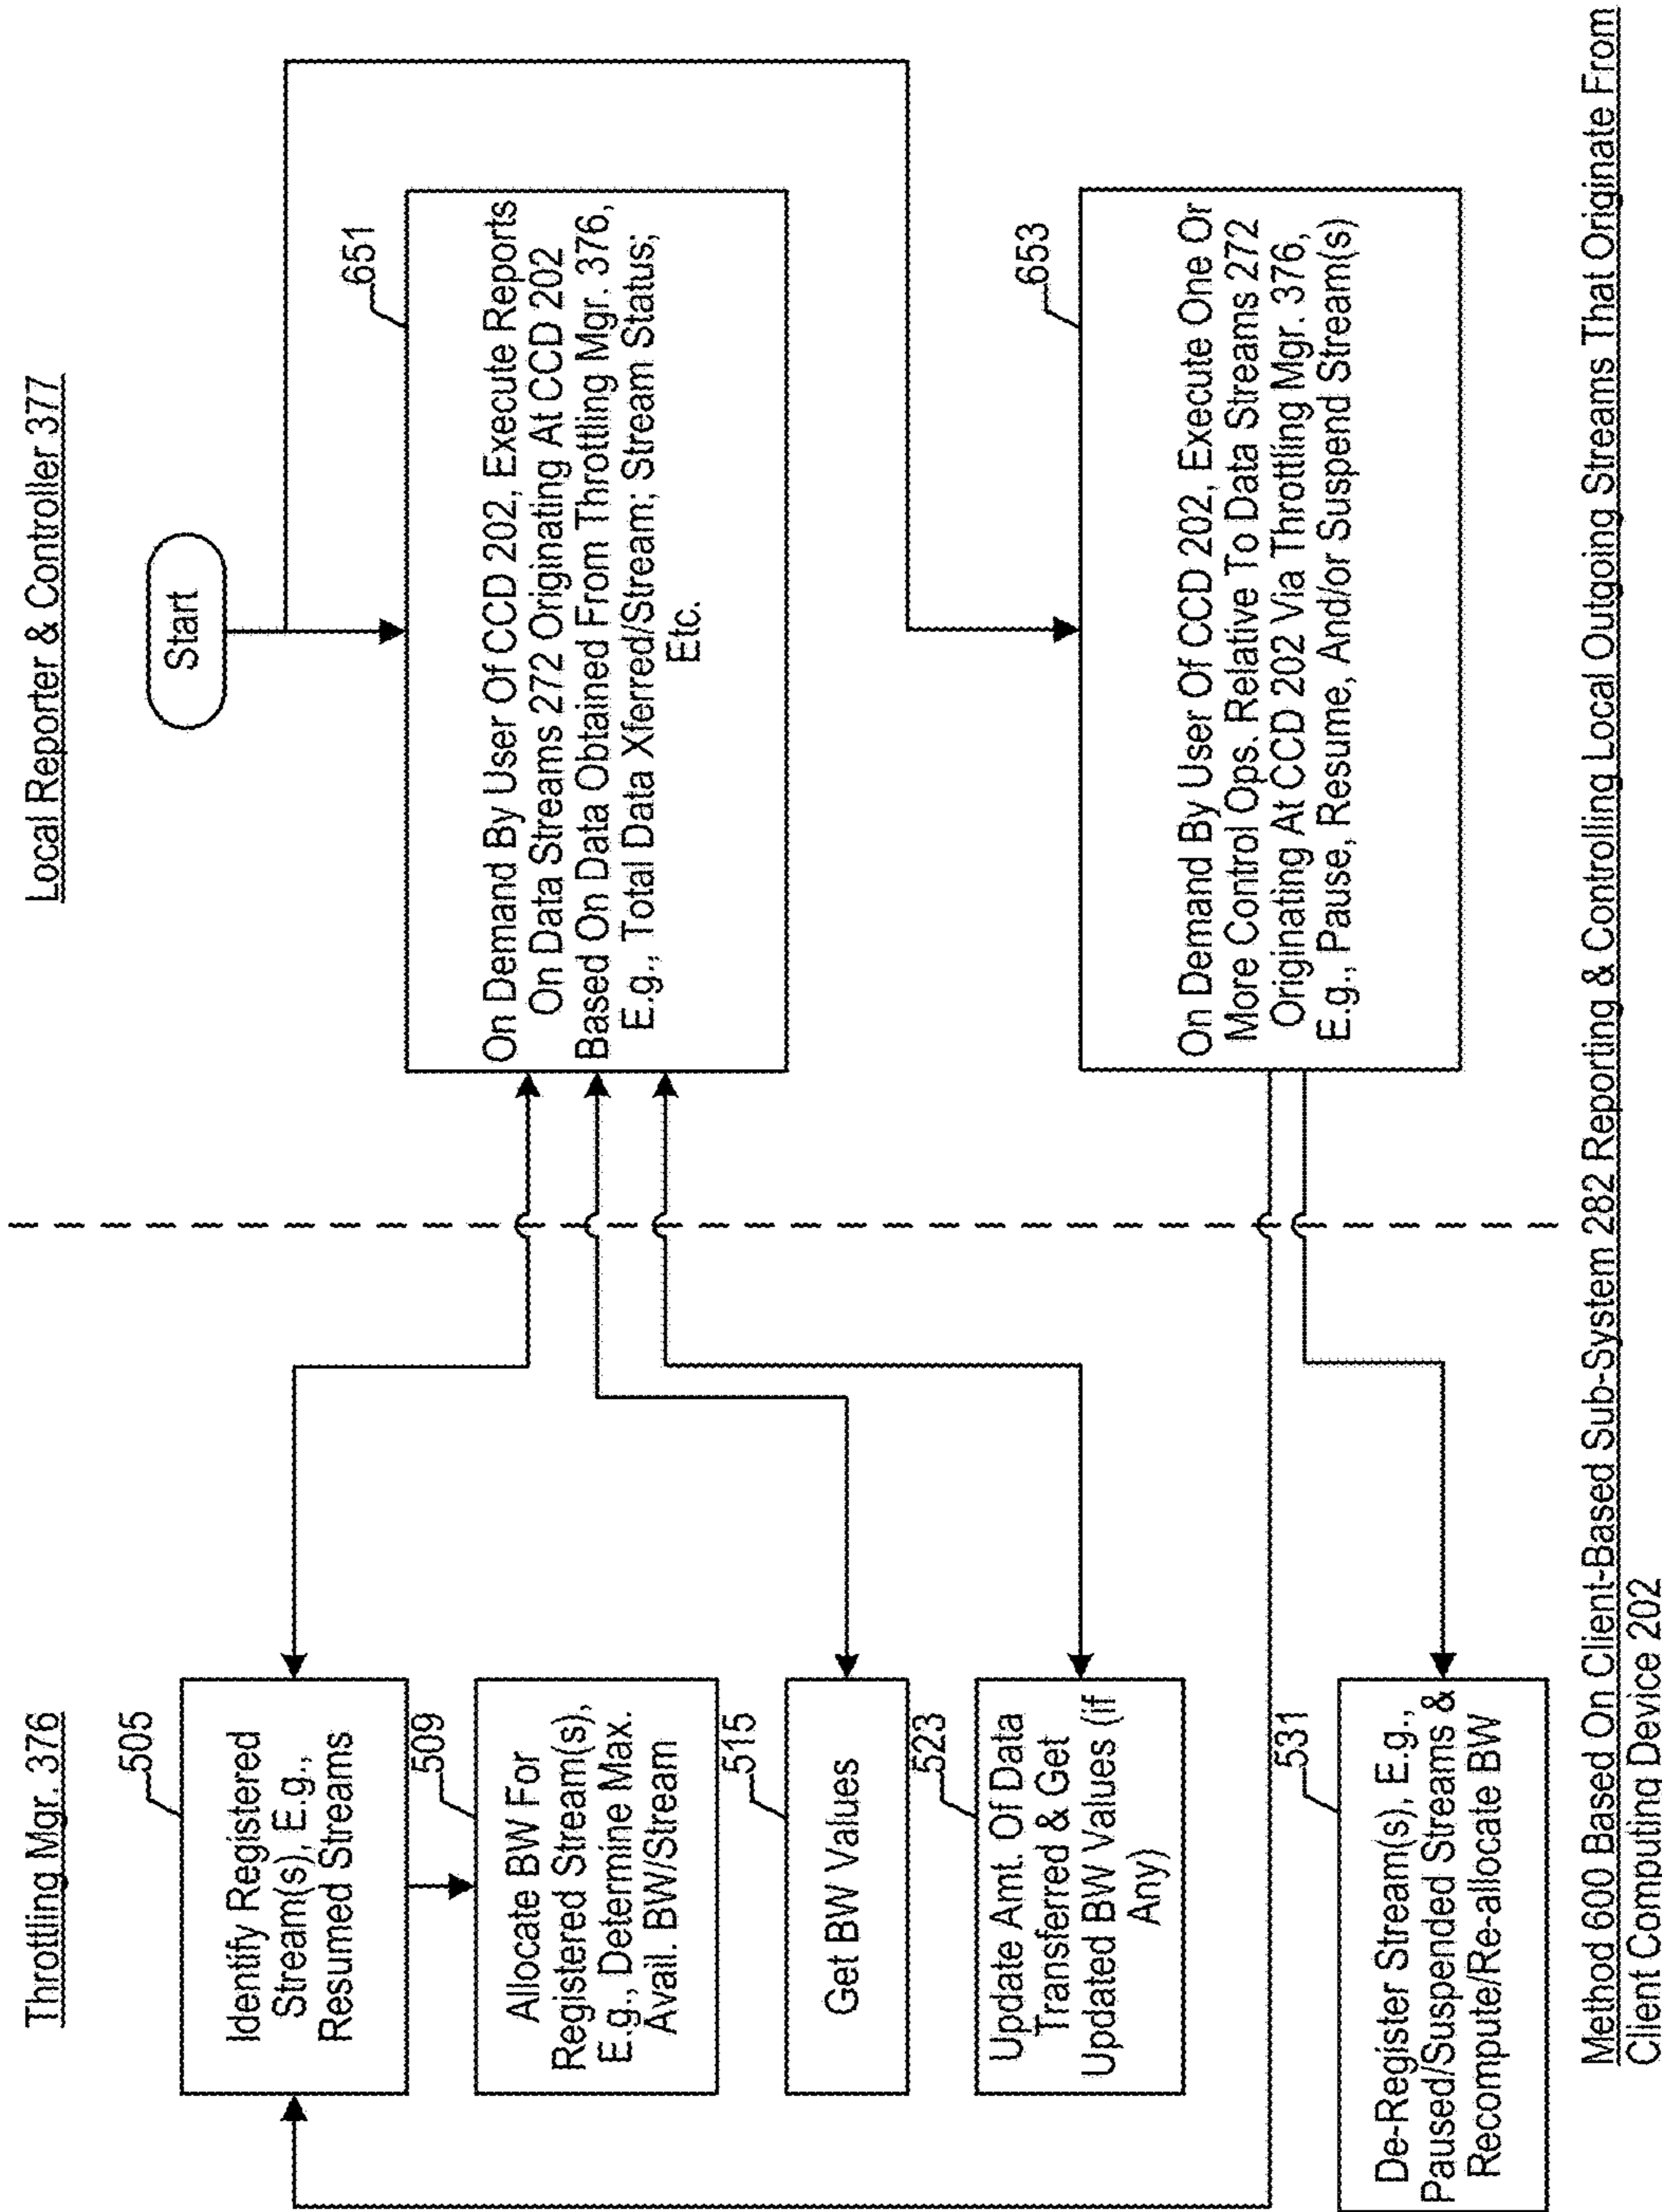 Throttling Mgr. 376
505
Identify Registered
Stream(s), E.g.,
Resumed Streams
509
Allocate BW For
Registered Stream(s),
E.g., Determine Max.
Avail. BW/Stream
515
Get BW Values
523
Update Amt. Of Data
Transferred & Get
Updated BW Values (if
Any)
531
De-Register Stream(s), E.g.,
Paused/Suspended Streams &
Recompute/Re-allocate BW
Local Reporter & Controller 377
Start
651
On Demand By User Of CCD 202, Execute Reports
On Data Streams 272 Originating At CCD 202
Based On Data Obtained From Throttling Mgr. 376,
E.g., Total Data Xferred/Stream; Stream Status;
Etc.
653
On Demand By User Of CCD 202, Execute One Or
More Control Ops. Relative To Data Streams 272
Originating At CCD 202 Via Throttling Mgr. 376,
E.g., Pause, Resume, And/or Suspend Stream(s)
Method 600 Based On Client-Based Sub-System 282 Reporting & Controlling Local Outgoing Streams That Originate From
Client Computing Device 202